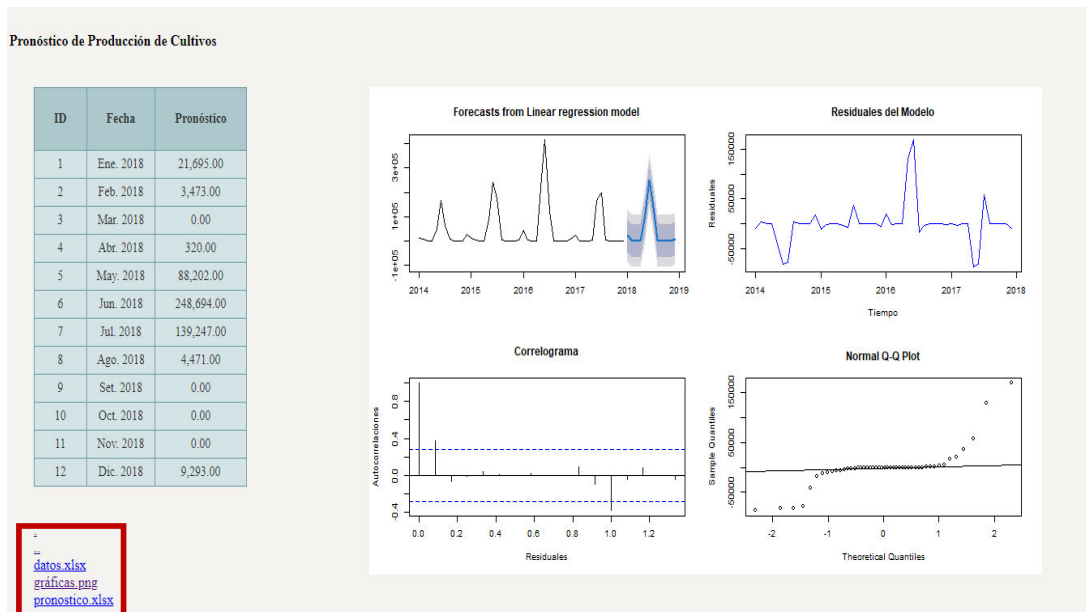 Pronóstico de Producción de Cultivos
ID Fecha Pronóstico
1 Ene. 2018 21,695.00
2 Feb. 2018 3,473.00
3 Mar. 2018 0.00
4 Abr. 2018 320.00
5 May. 2018 88,202.00
6 Jun. 2018 248,694.00
7 Jul. 2018 139,247.00
8 Ago. 2018 4,471.00
9 Set. 2018 0.00
10 Oct. 2018 0.00
11 Nov. 2018 0.00
12 Dic. 2018 9,293.00
.
..
datos.xlsx
gráficas.png
pronostico.xlsx
Forecasts from Linear regression model
3e+05
1e+05
-1e+05
2014 2015 2016 2017 2018 2019
Residuales del Modelo
Residuales
150000
50000
-50000
2014 2015 2016 2017 2018
Tiempo
Correlograma
Autocorrelaciones
0.8
0.4
0.0
-0.4
0.0 0.2 0.4 0.6 0.8 1.0 1.2
Residuales
Normal Q-Q Plot
Sample Quantiles
150000
50000
-50000
-2 -1 0 1 2
Theoretical Quantiles